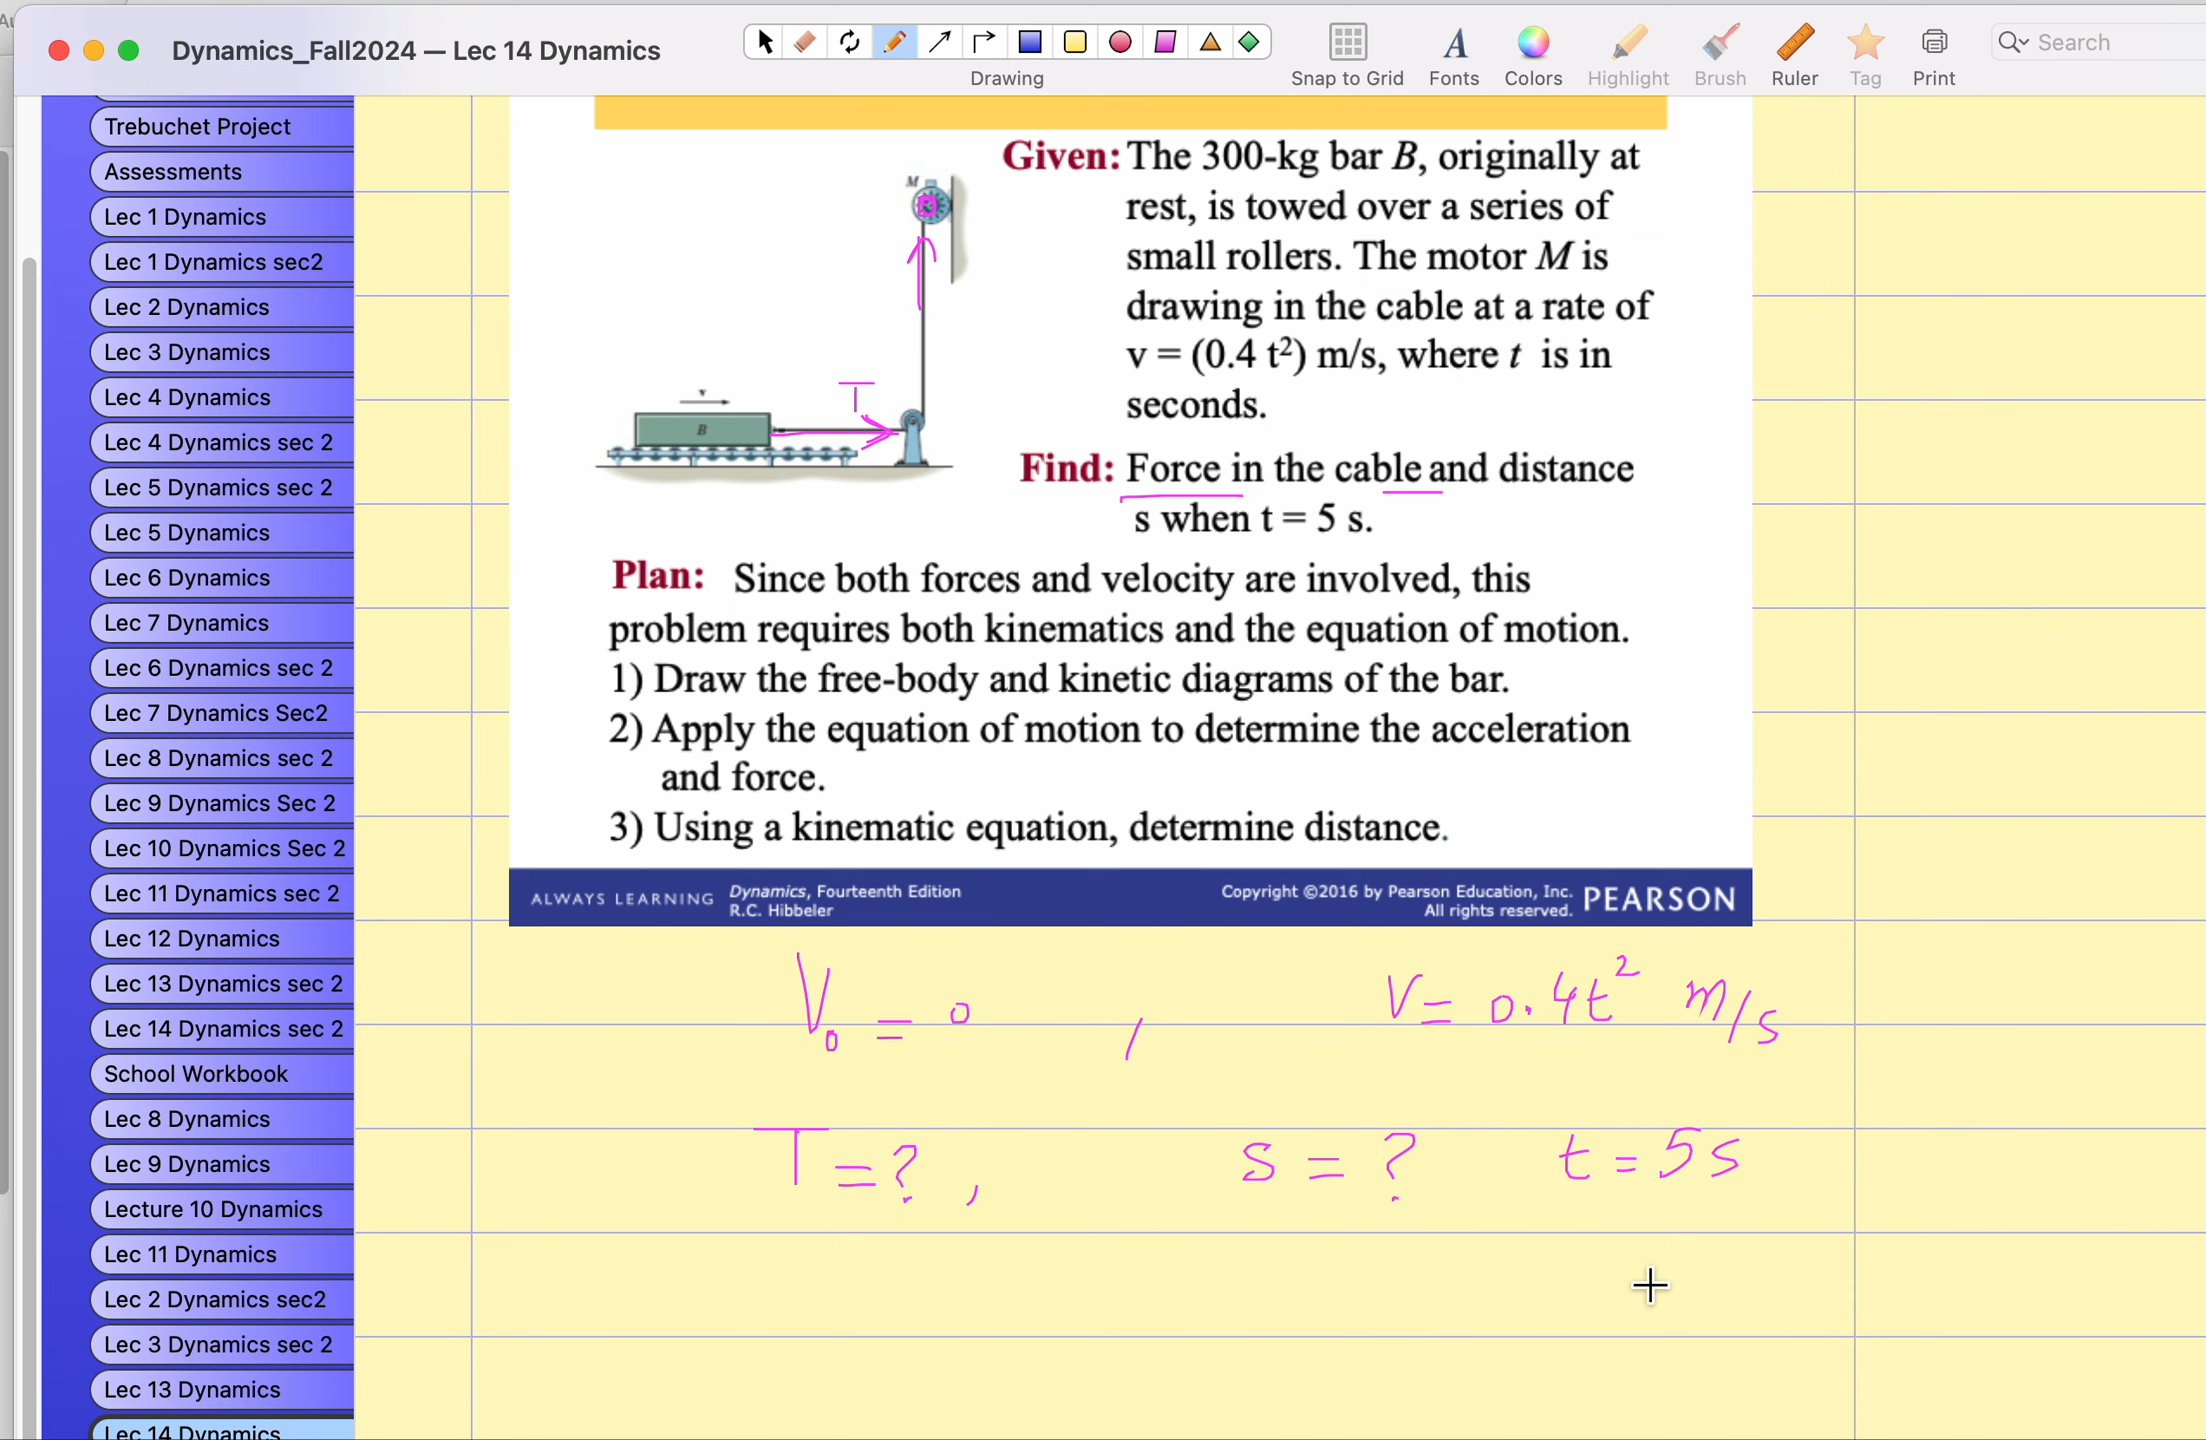 Dynamics_Fall2024 — Lec 14 Dynamics
Drawing
Snap to Grid
Fonts
Colors
Highlight
Brush
Ruler
Tag
Print
Search
Trebuchet Project
Assessments
Lec 1 Dynamics
Lec 1 Dynamics sec2
Lec 2 Dynamics
Lec 3 Dynamics
Lec 4 Dynamics
Lec 4 Dynamics sec 2
Lec 5 Dynamics sec 2
Lec 5 Dynamics
Lec 6 Dynamics
Lec 7 Dynamics
Lec 6 Dynamics sec 2
Lec 7 Dynamics Sec2
Lec 8 Dynamics sec 2
Lec 9 Dynamics Sec 2
Lec 10 Dynamics Sec 2
Lec 11 Dynamics sec 2
Lec 12 Dynamics
Lec 13 Dynamics sec 2
Lec 14 Dynamics sec 2
School Workbook
Lec 8 Dynamics
Lec 9 Dynamics
Lecture 10 Dynamics
Lec 11 Dynamics
Lec 2 Dynamics sec2
Lec 3 Dynamics sec 2
Lec 13 Dynamics
Lec 14 Dynamics
M
T
v
B
Given: The 300-kg bar B, originally at
rest, is towed over a series of
small rollers. The motor M is
drawing in the cable at a rate of
v = (0.4 t²) m/s, where t is in
seconds.
Find: Force in the cable and distance
s when t = 5 s.
Plan: Since both forces and velocity are involved, this
problem requires both kinematics and the equation of motion.
1) Draw the free-body and kinetic diagrams of the bar.
2) Apply the equation of motion to determine the acceleration
and force.
3) Using a kinematic equation, determine distance.
ALWAYS LEARNING
Dynamics, Fourteenth Edition
R.C. Hibbeler
Copyright ©2016 by Pearson Education, Inc.
All rights reserved.
PEARSON
V₀ = 0 , V = 0.4t² m/s
T = ? , s = ? t = 5s